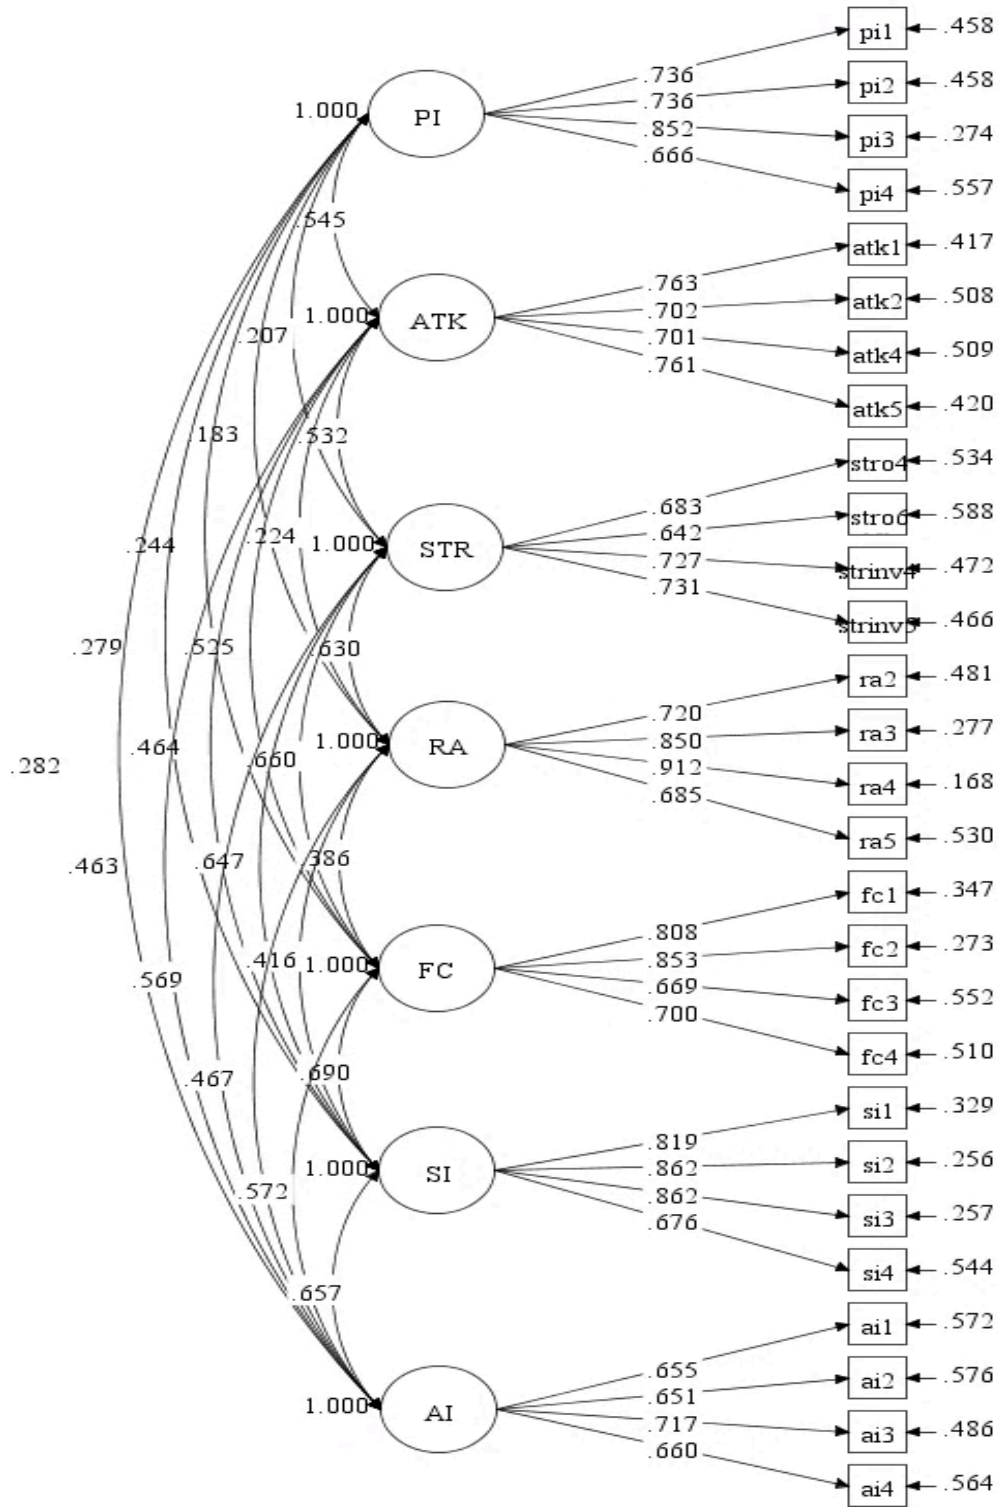 pi1 .458
.736
pi2 .458
.736
1.000 PI
.852
pi3 .274
.666
pi4 .557
.545
atk1 .417
.763
atk2 .508
.702
1.000 ATK
.207
.701
atk4 .509
.761
atk5 .420
.183 .532
stro4 .534
.683
stro6 .588
.642
.244 .224 1.000 STR
.727
strinv4 .472
.731
strinv5 .466
.279 .525 .630
ra2 .481
.720
ra3 .277
.850
.464 .660 1.000 RA
.282
.912
ra4 .168
.685
ra5 .530
.463 .647 .386
fc1 .347
.808
fc2 .273
.853
.569 .416 1.000 FC
.669
fc3 .552
.700
fc4 .510
.467 .690
si1 .329
.819
si2 .256
.862
1.000 SI
.572
.862
si3 .257
.676
si4 .544
.657
ai1 .572
.655
ai2 .576
.651
1.000 AI
.717
ai3 .486
.660
ai4 .564